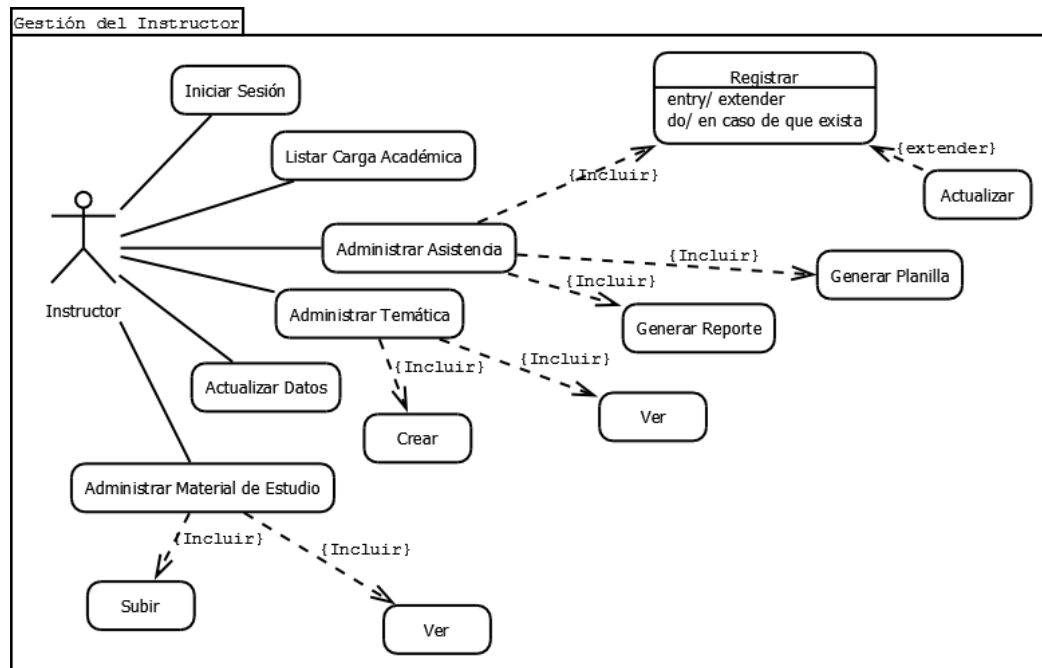 Gestión del Instructor
Iniciar Sesión
Registrar
entry/ extender
do/ en caso de que exista
{extender}
Listar Carga Académica
{Incluir}
Actualizar
Administrar Asistencia
{Incluir}
Generar Planilla
{Incluir}
Instructor
Administrar Temática
Generar Reporte
{Incluir}
{Incluir}
Actualizar Datos
Ver
Crear
Administrar Material de Estudio
{Incluir}
{Incluir}
Subir
Ver